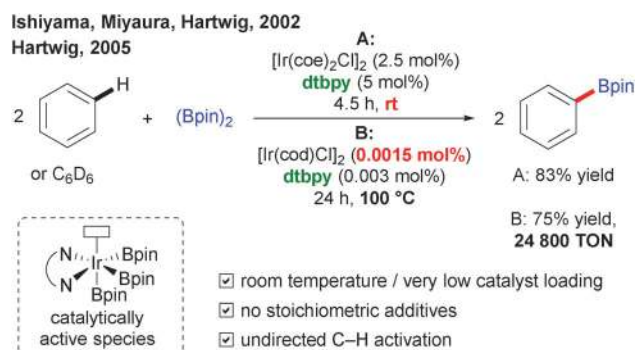 Ishiyama, Miyaura, Hartwig, 2002
Hartwig, 2005
A:
[Ir(coe)2Cl]2 (2.5 mol%)
dtbpy (5 mol%)
4.5 h, rt
2
H
+
(Bpin)2
2
Bpin
B:
[Ir(cod)Cl]2 (0.0015 mol%)
dtbpy (0.003 mol%)
24 h, 100 °C
or C6D6
A: 83% yield
B: 75% yield,
24 800 TON
N
N
Ir
Bpin
Bpin
Bpin
catalytically
active species
☑ room temperature / very low catalyst loading
☑ no stoichiometric additives
☑ undirected C–H activation